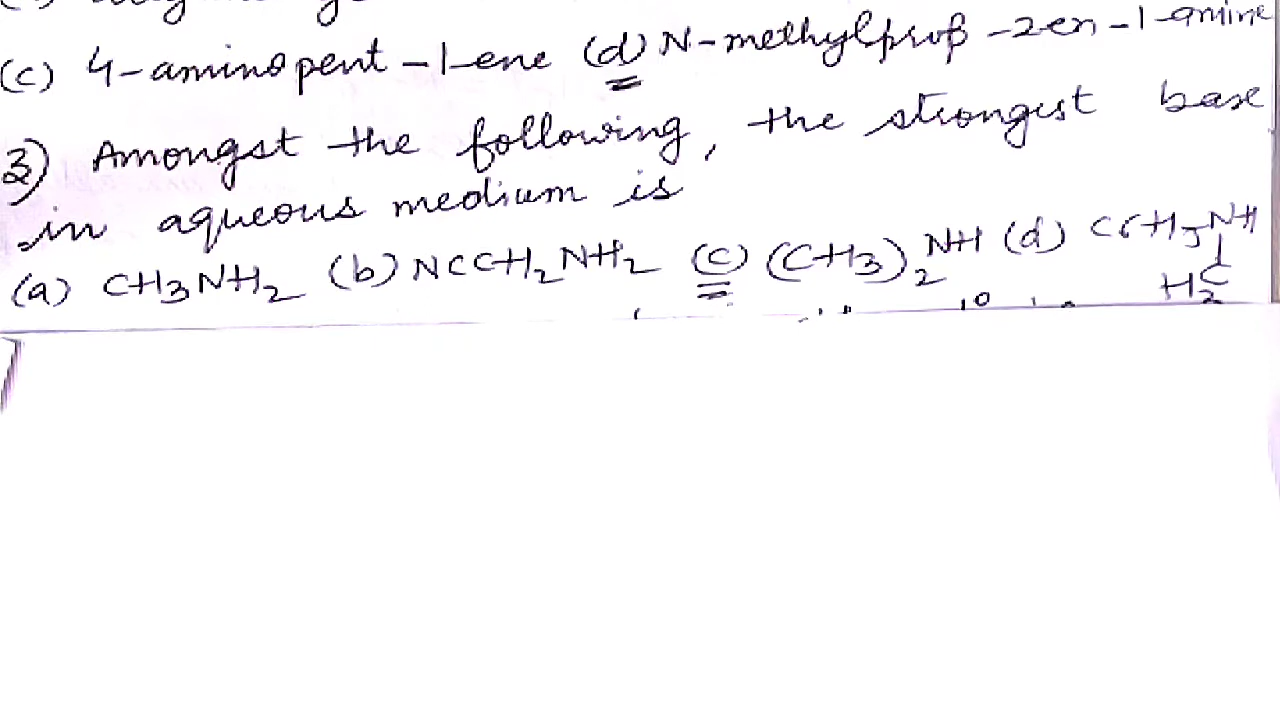 (c) 4-aminopent-1-ene (d) N-methylprop-2en-1-amine
3) Amongst the following, the strongest base
in aqueous medium is
(a) CH3NH2 (b) NCCH2NH2 (c) (CH3)2NH (d) C6H5NH
H2C